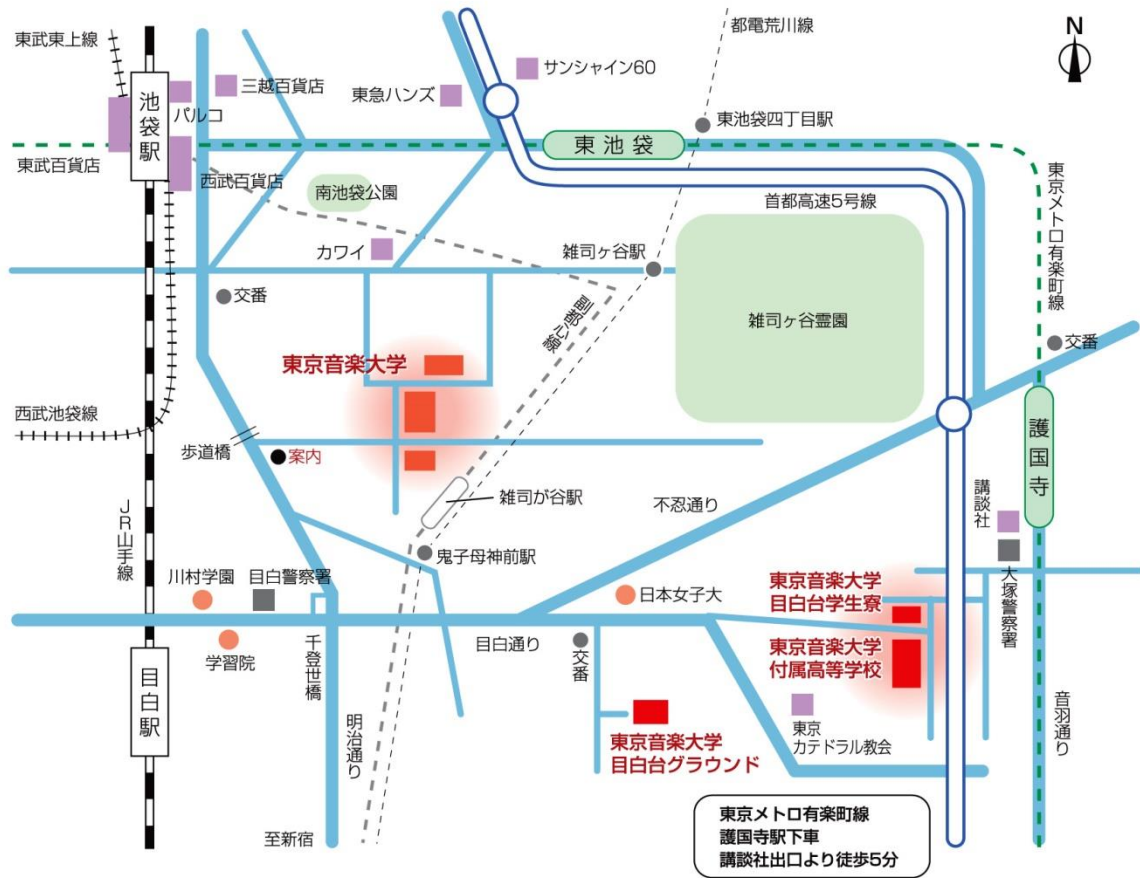 東武東上線
池袋駅
パルコ
三越百貨店
東急ハンズ
サンシャイン60
都電荒川線
N
東池袋四丁目駅
東池袋
東武百貨店
西武百貨店
南池袋公園
首都高速5号線
東京メトロ有楽町線
カワイ
雑司ヶ谷駅
交番
副都心線
雑司ヶ谷霊園
交番
東京音楽大学
西武池袋線
歩道橋
案内
護国寺
雑司が谷駅
不忍通り
講談社
JR山手線
鬼子母神前駅
川村学園
目白警察署
日本女子大
東京音楽大学
目白台学生寮
大塚警察署
学習院
千登世橋
目白通り
交番
東京音楽大学
付属高等学校
目白駅
明治通り
東京音楽大学
目白台グラウンド
東京
カテドラル教会
音羽通り
至新宿
東京メトロ有楽町線
護国寺駅下車
講談社出口より徒歩5分